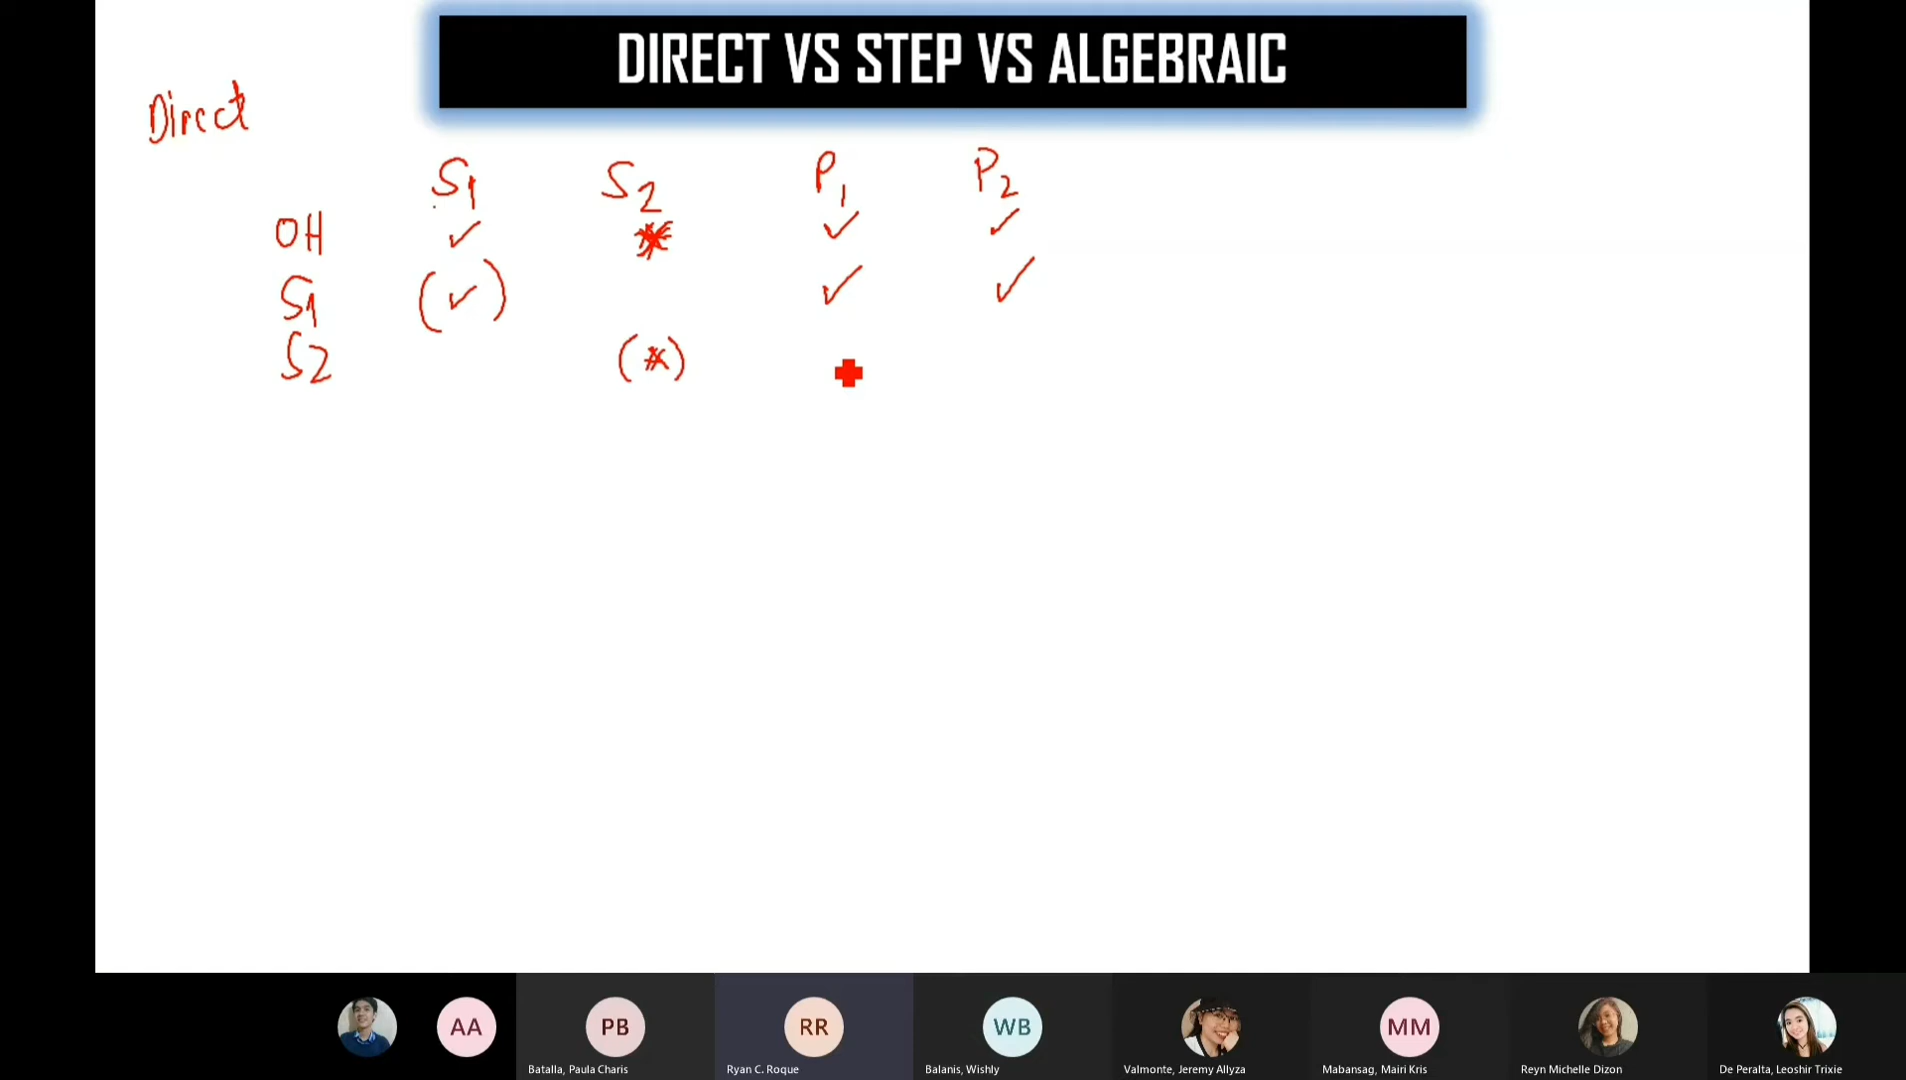 DIRECT VS STEP VS ALGEBRAIC
Direct
S1 S2 P1 P2
OH ✓ * ✓ ✓
S1 (✓) ✓ ✓
S2 (*)
AA PB RR WB MM
Batalla, Paula Charis Ryan C. Roque Balanis, Wishly Valmonte, Jeremy Allyza Mabansag, Mairi Kris Reyn Michelle Dizon De Peralta, Leoshir Trixie